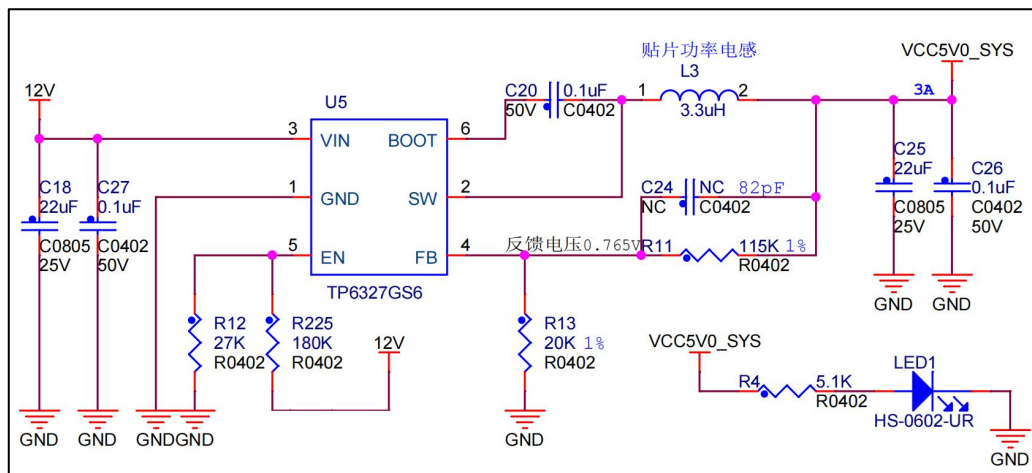 贴片功率电感
L3
1
2
3.3uH
VCC5V0_SYS
3A
12V
U5
TP6327GS6
3
VIN
1
GND
5
EN
BOOT
6
SW
2
FB
4
C20
50V
0.1uF
C0402
C18
22uF
C0805
25V
C27
0.1uF
C0402
50V
C24
NC
NC
82pF
C0402
反馈电压0.765V
R11
115K 1%
R0402
C25
22uF
C0805
25V
C26
0.1uF
C0402
50V
GND
GND
R12
27K
R0402
R225
180K
R0402
12V
R13
20K 1%
R0402
GND
GND
GND
GND
GND
VCC5V0_SYS
R4
5.1K
R0402
LED1
HS-0602-UR
GND